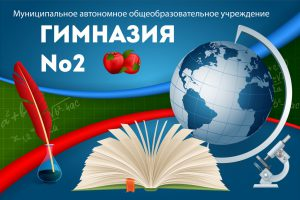 Муниципальное автономное общеобразовательное учреждение
ГИМНАЗИЯ
№2